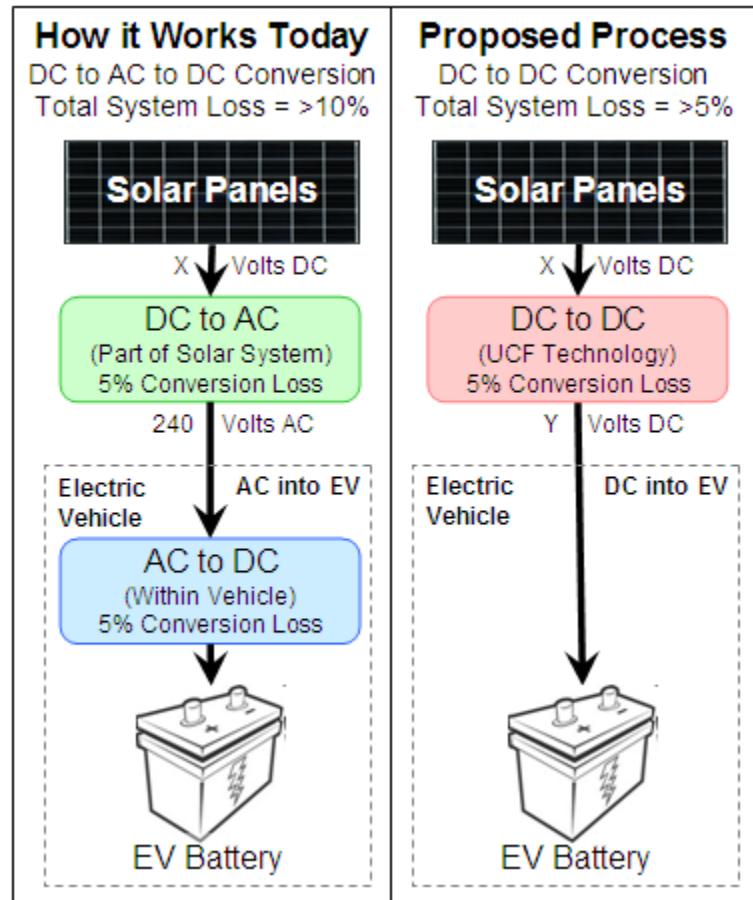 How it Works Today
DC to AC to DC Conversion
Total System Loss = >10%
Solar Panels
X Volts DC
DC to AC
(Part of Solar System)
5% Conversion Loss
240 Volts AC
Electric
Vehicle
AC into EV
AC to DC
(Within Vehicle)
5% Conversion Loss
+
-
EV Battery
Proposed Process
DC to DC Conversion
Total System Loss = >5%
Solar Panels
X Volts DC
DC to DC
(UCF Technology)
5% Conversion Loss
Y Volts DC
Electric
Vehicle
DC into EV
+
-
EV Battery